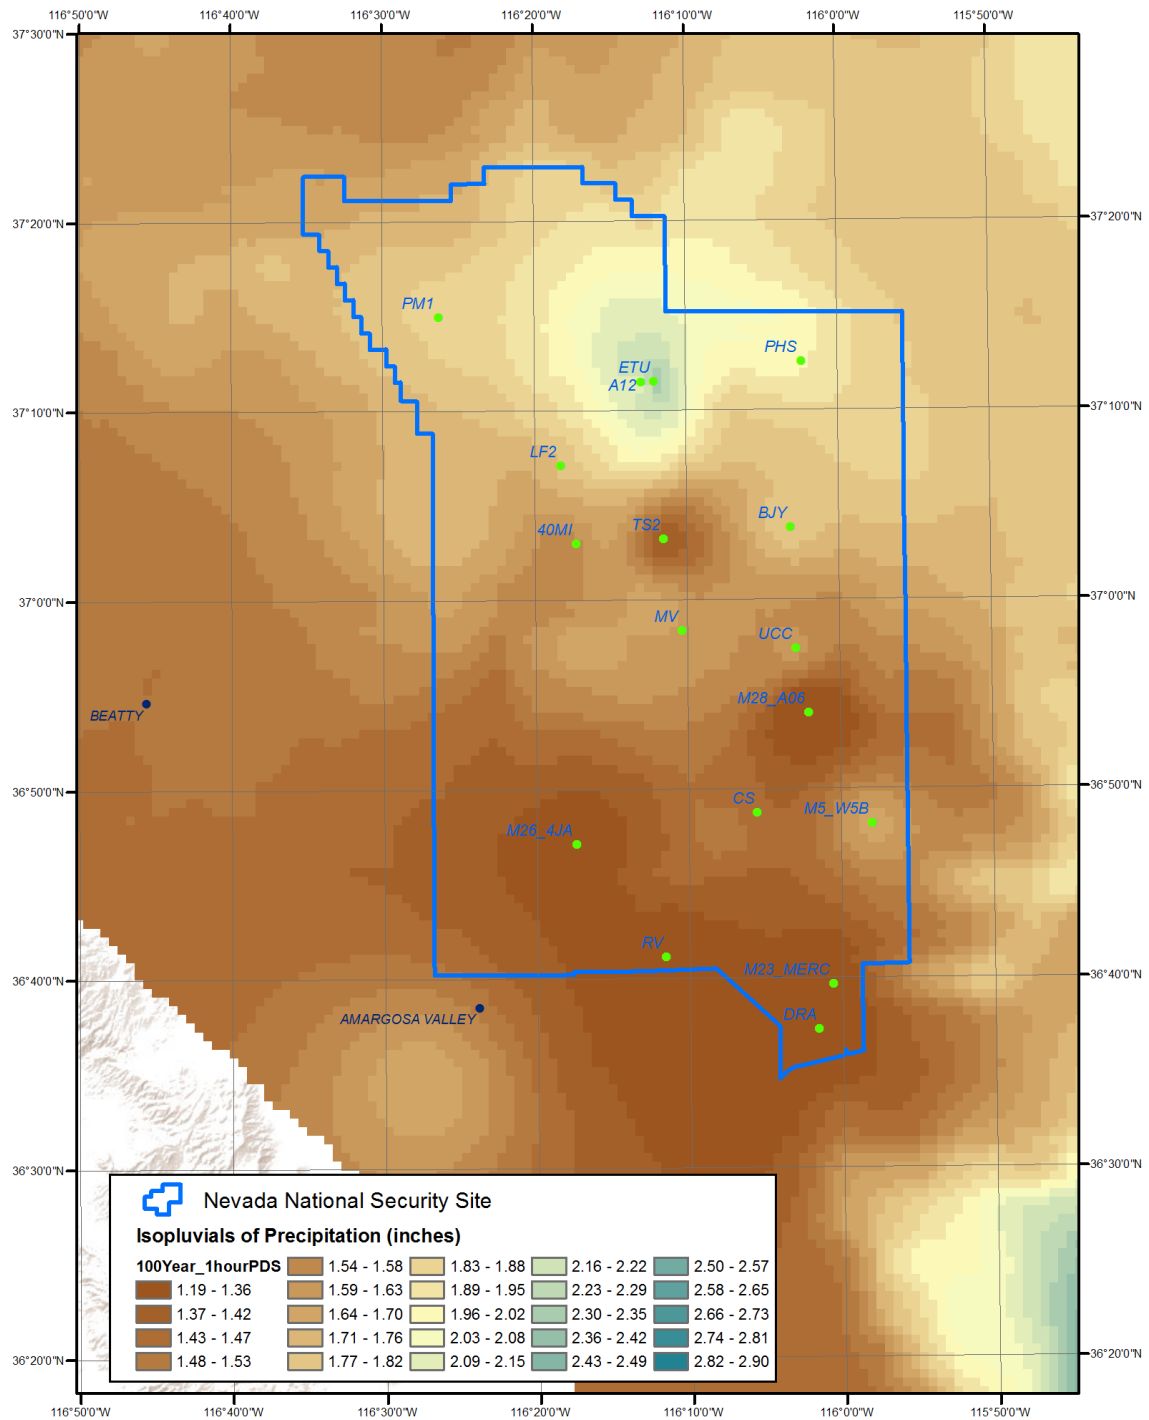 116°50'0"W 116°40'0"W 116°30'0"W 116°20'0"W 116°10'0"W 116°0'0"W 115°50'0"W
37°30'0"N
37°20'0"N
37°20'0"N
PM1
PHS
ETU
A12
37°10'0"N
37°10'0"N
LF2
BJY
TS2
40MI
37°0'0"N
37°0'0"N
MV
UCC
M28_A06
BEATTY
36°50'0"N
36°50'0"N
CS
M5_W5B
M26_4JA
RV
M23_MERC
36°40'0"N
36°40'0"N
DRA
AMARGOSA VALLEY
36°30'0"N
36°30'0"N
Nevada National Security Site
Isopluvials of Precipitation (inches)
100Year_1hourPDS
1.19 - 1.36
1.37 - 1.42
1.43 - 1.47
1.48 - 1.53
1.54 - 1.58
1.59 - 1.63
1.64 - 1.70
1.71 - 1.76
1.77 - 1.82
1.83 - 1.88
1.89 - 1.95
1.96 - 2.02
2.03 - 2.08
2.09 - 2.15
2.16 - 2.22
2.23 - 2.29
2.30 - 2.35
2.36 - 2.42
2.43 - 2.49
2.50 - 2.57
2.58 - 2.65
2.66 - 2.73
2.74 - 2.81
2.82 - 2.90
36°20'0"N
36°20'0"N
116°50'0"W 116°40'0"W 116°30'0"W 116°20'0"W 116°10'0"W 116°0'0"W 115°50'0"W